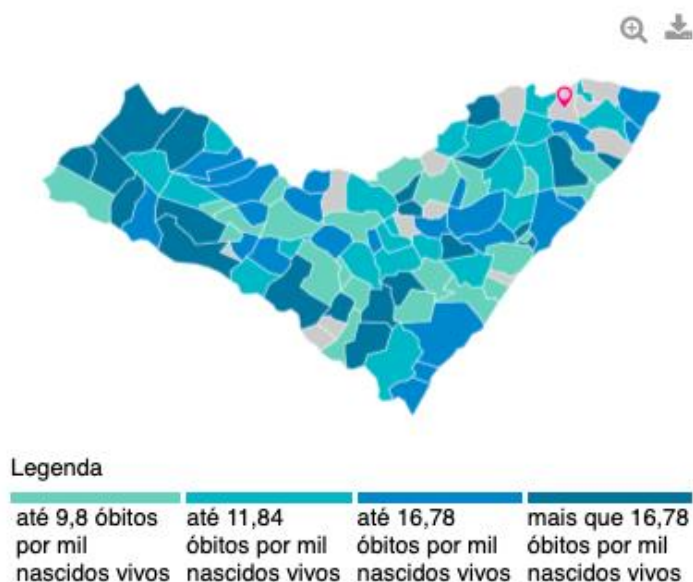 Legenda
até 9,8 óbitos
por mil
nascidos vivos
até 11,84
óbitos por mil
nascidos vivos
até 16,78
óbitos por mil
nascidos vivos
mais que 16,78
óbitos por mil
nascidos vivos